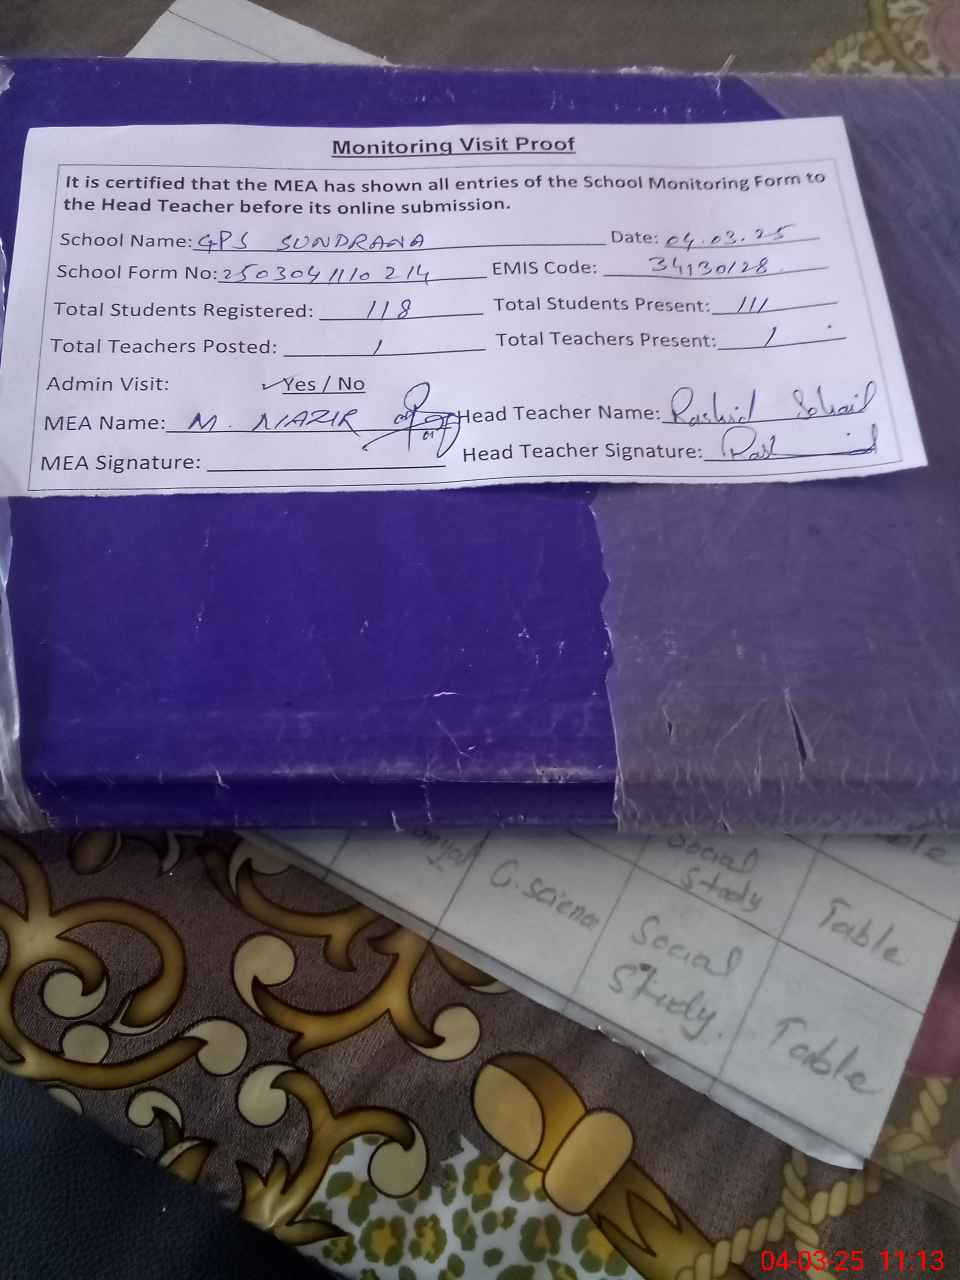 Monitoring Visit Proof
It is certified that the MEA has shown all entries of the School Monitoring Form to
the Head Teacher before its online submission.
School Name: GPS SUNDRANA Date: 04.03.25
School Form No: 2503041110214 EMIS Code: 34130128
Total Students Registered: 118 Total Students Present: 111
Total Teachers Posted: 1 Total Teachers Present: 1
Admin Visit: ✓Yes / No
MEA Name: M. NAZIR Head Teacher Name: Rashid Sohail
MEA Signature: Head Teacher Signature:
Social
Study
G.science
Social
Study.
Table
Table
04-03-25 11:13